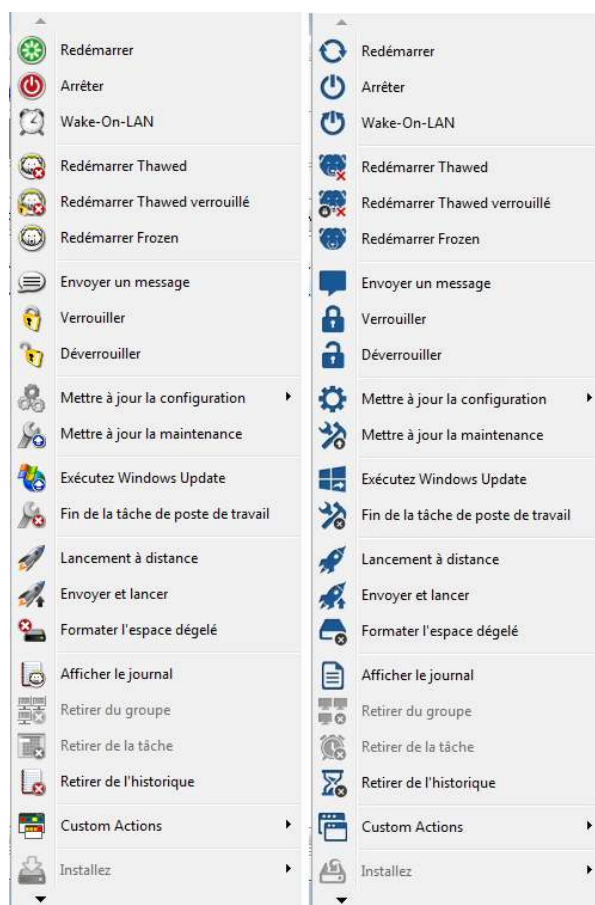 Redémarrer
Arrêter
Wake-On-LAN
Redémarrer Thawed
Redémarrer Thawed verrouillé
Redémarrer Frozen
Envoyer un message
Verrouiller
Déverrouiller
Mettre à jour la configuration
Mettre à jour la maintenance
Exécutez Windows Update
Fin de la tâche de poste de travail
Lancement à distance
Envoyer et lancer
Formater l'espace dégelé
Afficher le journal
Retirer du groupe
Retirer de la tâche
Retirer de l'historique
Custom Actions
Installez
Redémarrer
Arrêter
Wake-On-LAN
Redémarrer Thawed
Redémarrer Thawed verrouillé
Redémarrer Frozen
Envoyer un message
Verrouiller
Déverrouiller
Mettre à jour la configuration
Mettre à jour la maintenance
Exécutez Windows Update
Fin de la tâche de poste de travail
Lancement à distance
Envoyer et lancer
Formater l'espace dégelé
Afficher le journal
Retirer du groupe
Retirer de la tâche
Retirer de l'historique
Custom Actions
Installez